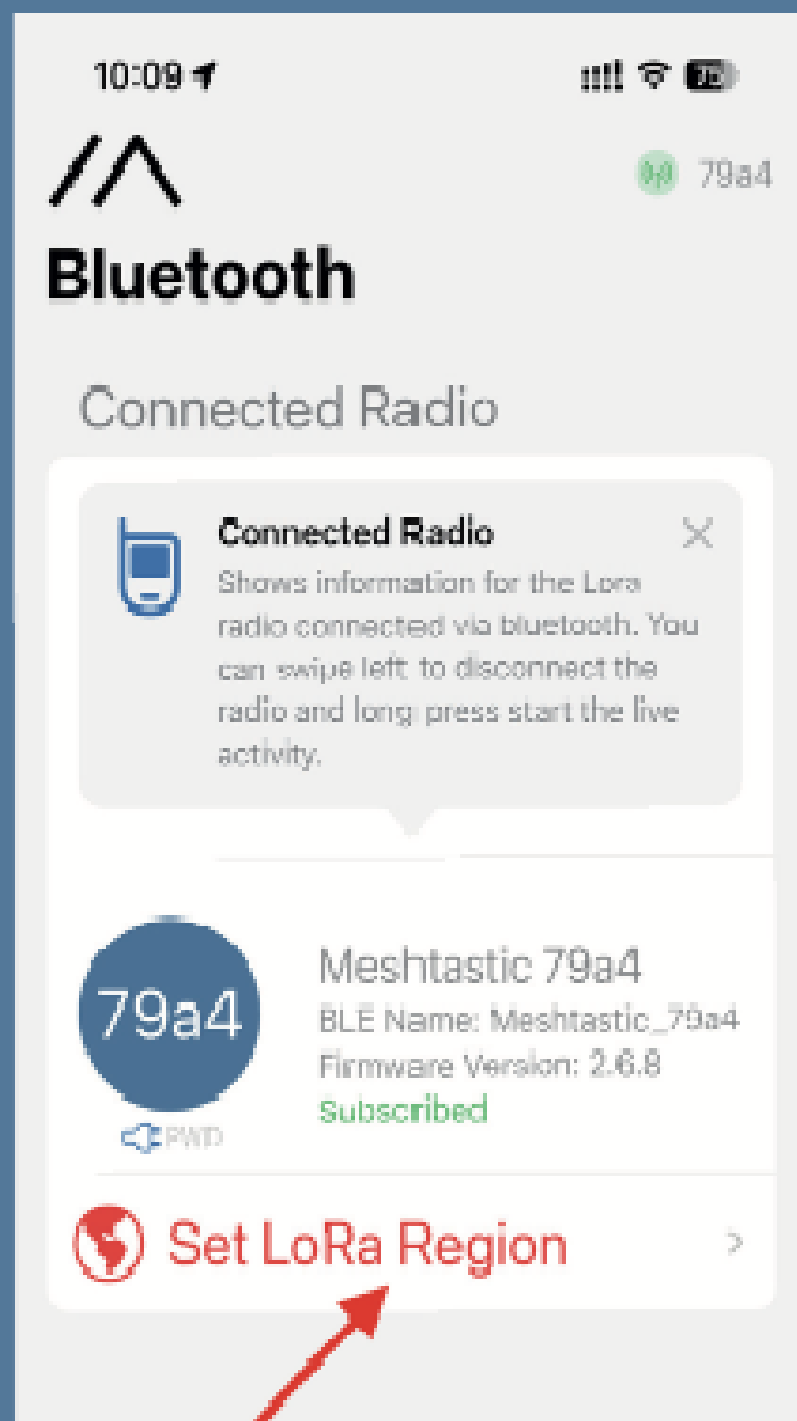 10:09
75
79a4
Bluetooth
Connected Radio
Connected Radio
Shows information for the Lora
radio connected via bluetooth. You
can swipe left to disconnect the
radio and long press start the live
activity.
79a4
Meshtastic 79a4
BLE Name: Meshtastic_79a4
Firmware Version: 2.6.8
Subscribed
PWD
Set LoRa Region